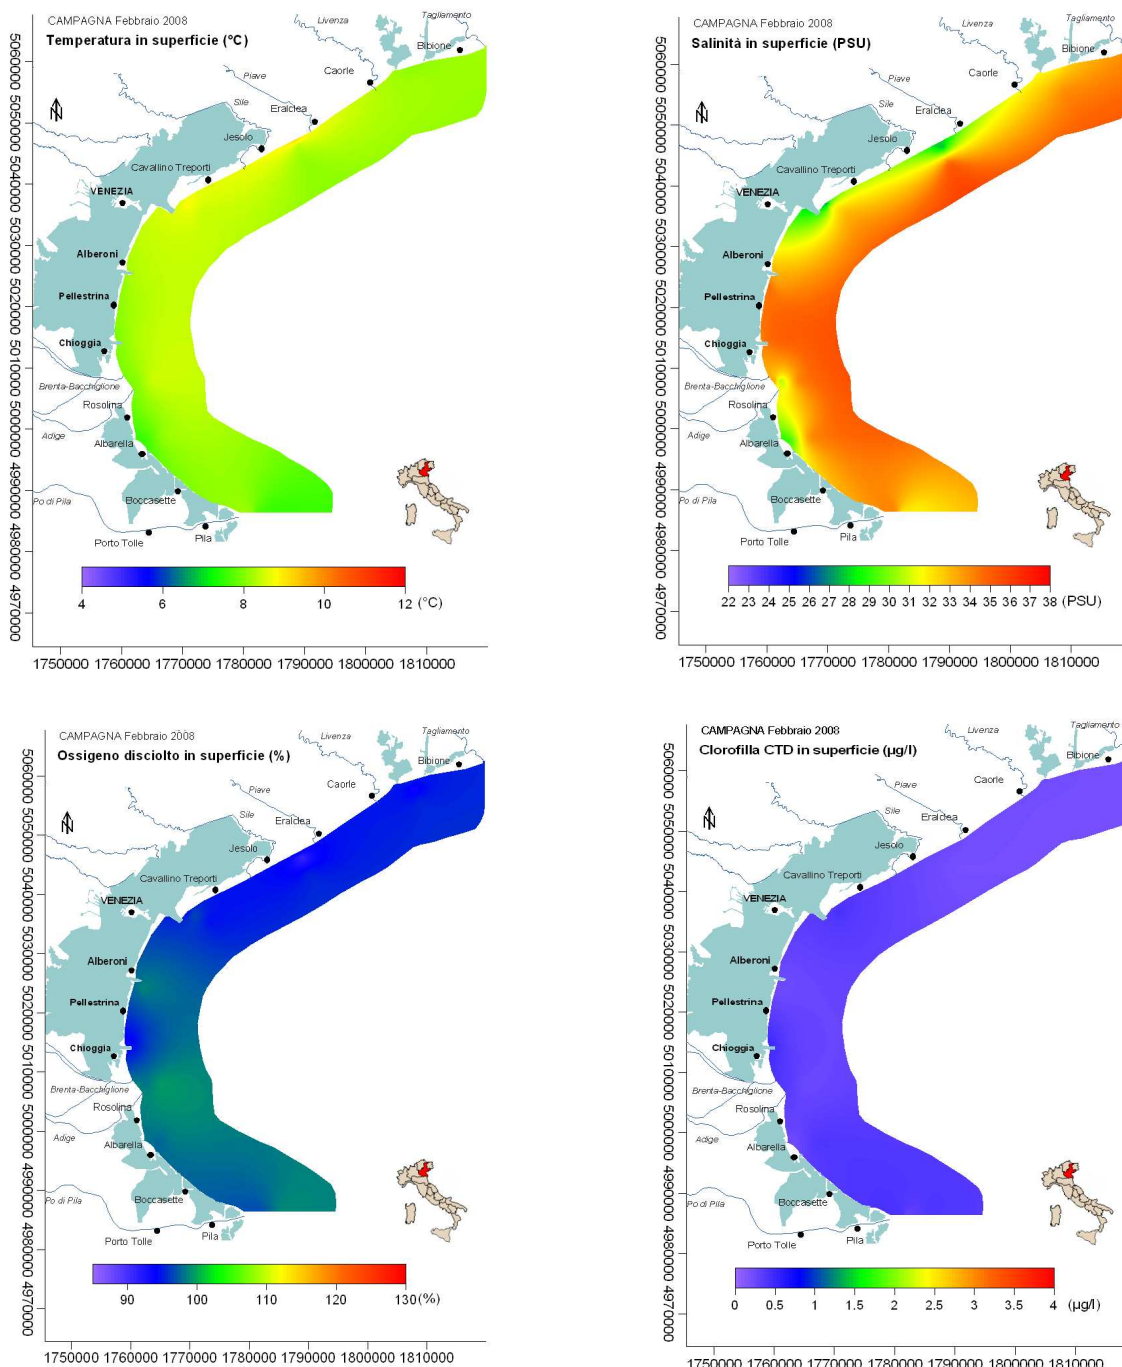 CAMPAGNA Febbraio 2008
Temperatura in superficie (°C)
Livenza
Tagliamento
Bibione
Caorle
Piave
Eraldea
Sile
Jesolo
Cavallino Treporti
VENEZIA
Alberoni
Pellestrina
Chioggia
Brenta-Bacchiglione
Rosolina
Adige
Albarella
Po di Pila
Boccasette
Porto Tolle
Pila
N
5060000
5050000
5040000
5030000
5020000
5010000
5000000
4990000
4980000
4970000
4 6 8 10 12 (°C)
1750000 1760000 1770000 1780000 1790000 1800000 1810000
CAMPAGNA Febbraio 2008
Salinità in superficie (PSU)
Livenza
Tagliamento
Bibione
Caorle
Piave
Eraldea
Sile
Jesolo
Cavallino Treporti
VENEZIA
Alberoni
Pellestrina
Chioggia
Brenta-Bacchiglione
Rosolina
Adige
Albarella
Po di Pila
Boccasette
Porto Tolle
Pila
N
5060000
5050000
5040000
5030000
5020000
5010000
5000000
4990000
4980000
4970000
22 23 24 25 26 27 28 29 30 31 32 33 34 35 36 37 38 (PSU)
1750000 1760000 1770000 1780000 1790000 1800000 1810000
CAMPAGNA Febbraio 2008
Ossigeno disciolto in superficie (%)
Livenza
Tagliamento
Bibione
Caorle
Piave
Eraldea
Sile
Jesolo
Cavallino Treporti
VENEZIA
Alberoni
Pellestrina
Chioggia
Brenta-Bacchiglione
Rosolina
Adige
Albarella
Po di Pila
Boccasette
Porto Tolle
Pila
N
5060000
5050000
5040000
5030000
5020000
5010000
5000000
4990000
4980000
4970000
90 100 110 120 130 (%)
1750000 1760000 1770000 1780000 1790000 1800000 1810000
CAMPAGNA Febbraio 2008
Clorofilla CTD in superficie (µg/l)
Livenza
Tagliamento
Bibione
Caorle
Piave
Eraldea
Sile
Jesolo
Cavallino Treporti
VENEZIA
Alberoni
Pellestrina
Chioggia
Brenta-Bacchiglione
Rosolina
Adige
Albarella
Po di Pila
Boccasette
Porto Tolle
Pila
N
5060000
5050000
5040000
5030000
5020000
5010000
5000000
4990000
4980000
4970000
0 0.5 1 1.5 2 2.5 3 3.5 4 (µg/l)
1750000 1760000 1770000 1780000 1790000 1800000 1810000